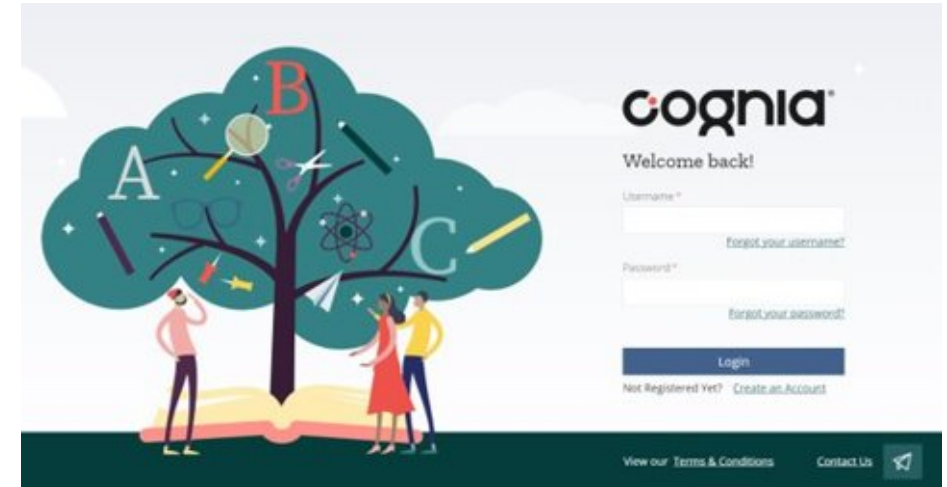 A
B
C
cognia
Welcome back!
Username *
Forgot your username?
Password *
Forgot your password?
Login
Not Registered Yet? Create an Account
View our Terms & Conditions
Contact Us